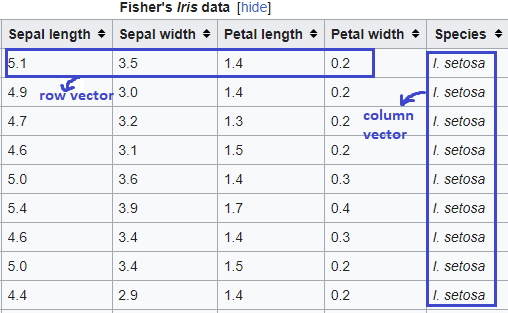 Fisher's Iris data [hide]
Sepal length Sepal width Petal length Petal width Species
5.1 3.5 1.4 0.2 I. setosa
4.9 row vector 3.0 1.4 0.2 I. setosa
4.7 3.2 1.3 0.2 column I. setosa
vector
4.6 3.1 1.5 0.2 I. setosa
5.0 3.6 1.4 0.3 I. setosa
5.4 3.9 1.7 0.4 I. setosa
4.6 3.4 1.4 0.3 I. setosa
5.0 3.4 1.5 0.2 I. setosa
4.4 2.9 1.4 0.2 I. setosa